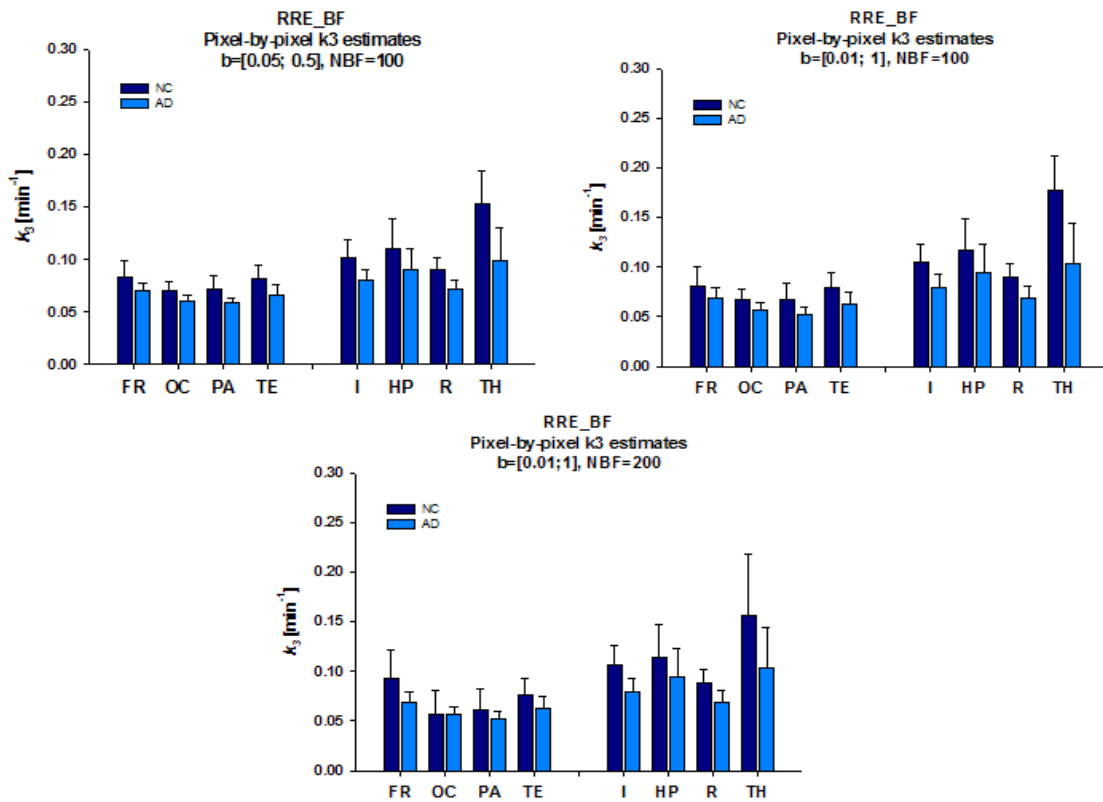 RRE_BF
Pixel-by-pixel k3 estimates
b=[0.05; 0.5], NBF=100
0.30
0.25
0.20
0.15
0.10
0.05
0.00
k3 [min-1]
NC
AD
FR OC PA TE I HP R TH
RRE_BF
Pixel-by-pixel k3 estimates
b=[0.01; 1], NBF=100
0.30
0.25
0.20
0.15
0.10
0.05
0.00
k3 [min-1]
NC
AD
FR OC PA TE I HP R TH
RRE_BF
Pixel-by-pixel k3 estimates
b=[0.01;1], NBF=200
0.30
0.25
0.20
0.15
0.10
0.05
0.00
k3 [min-1]
NC
AD
FR OC PA TE I HP R TH